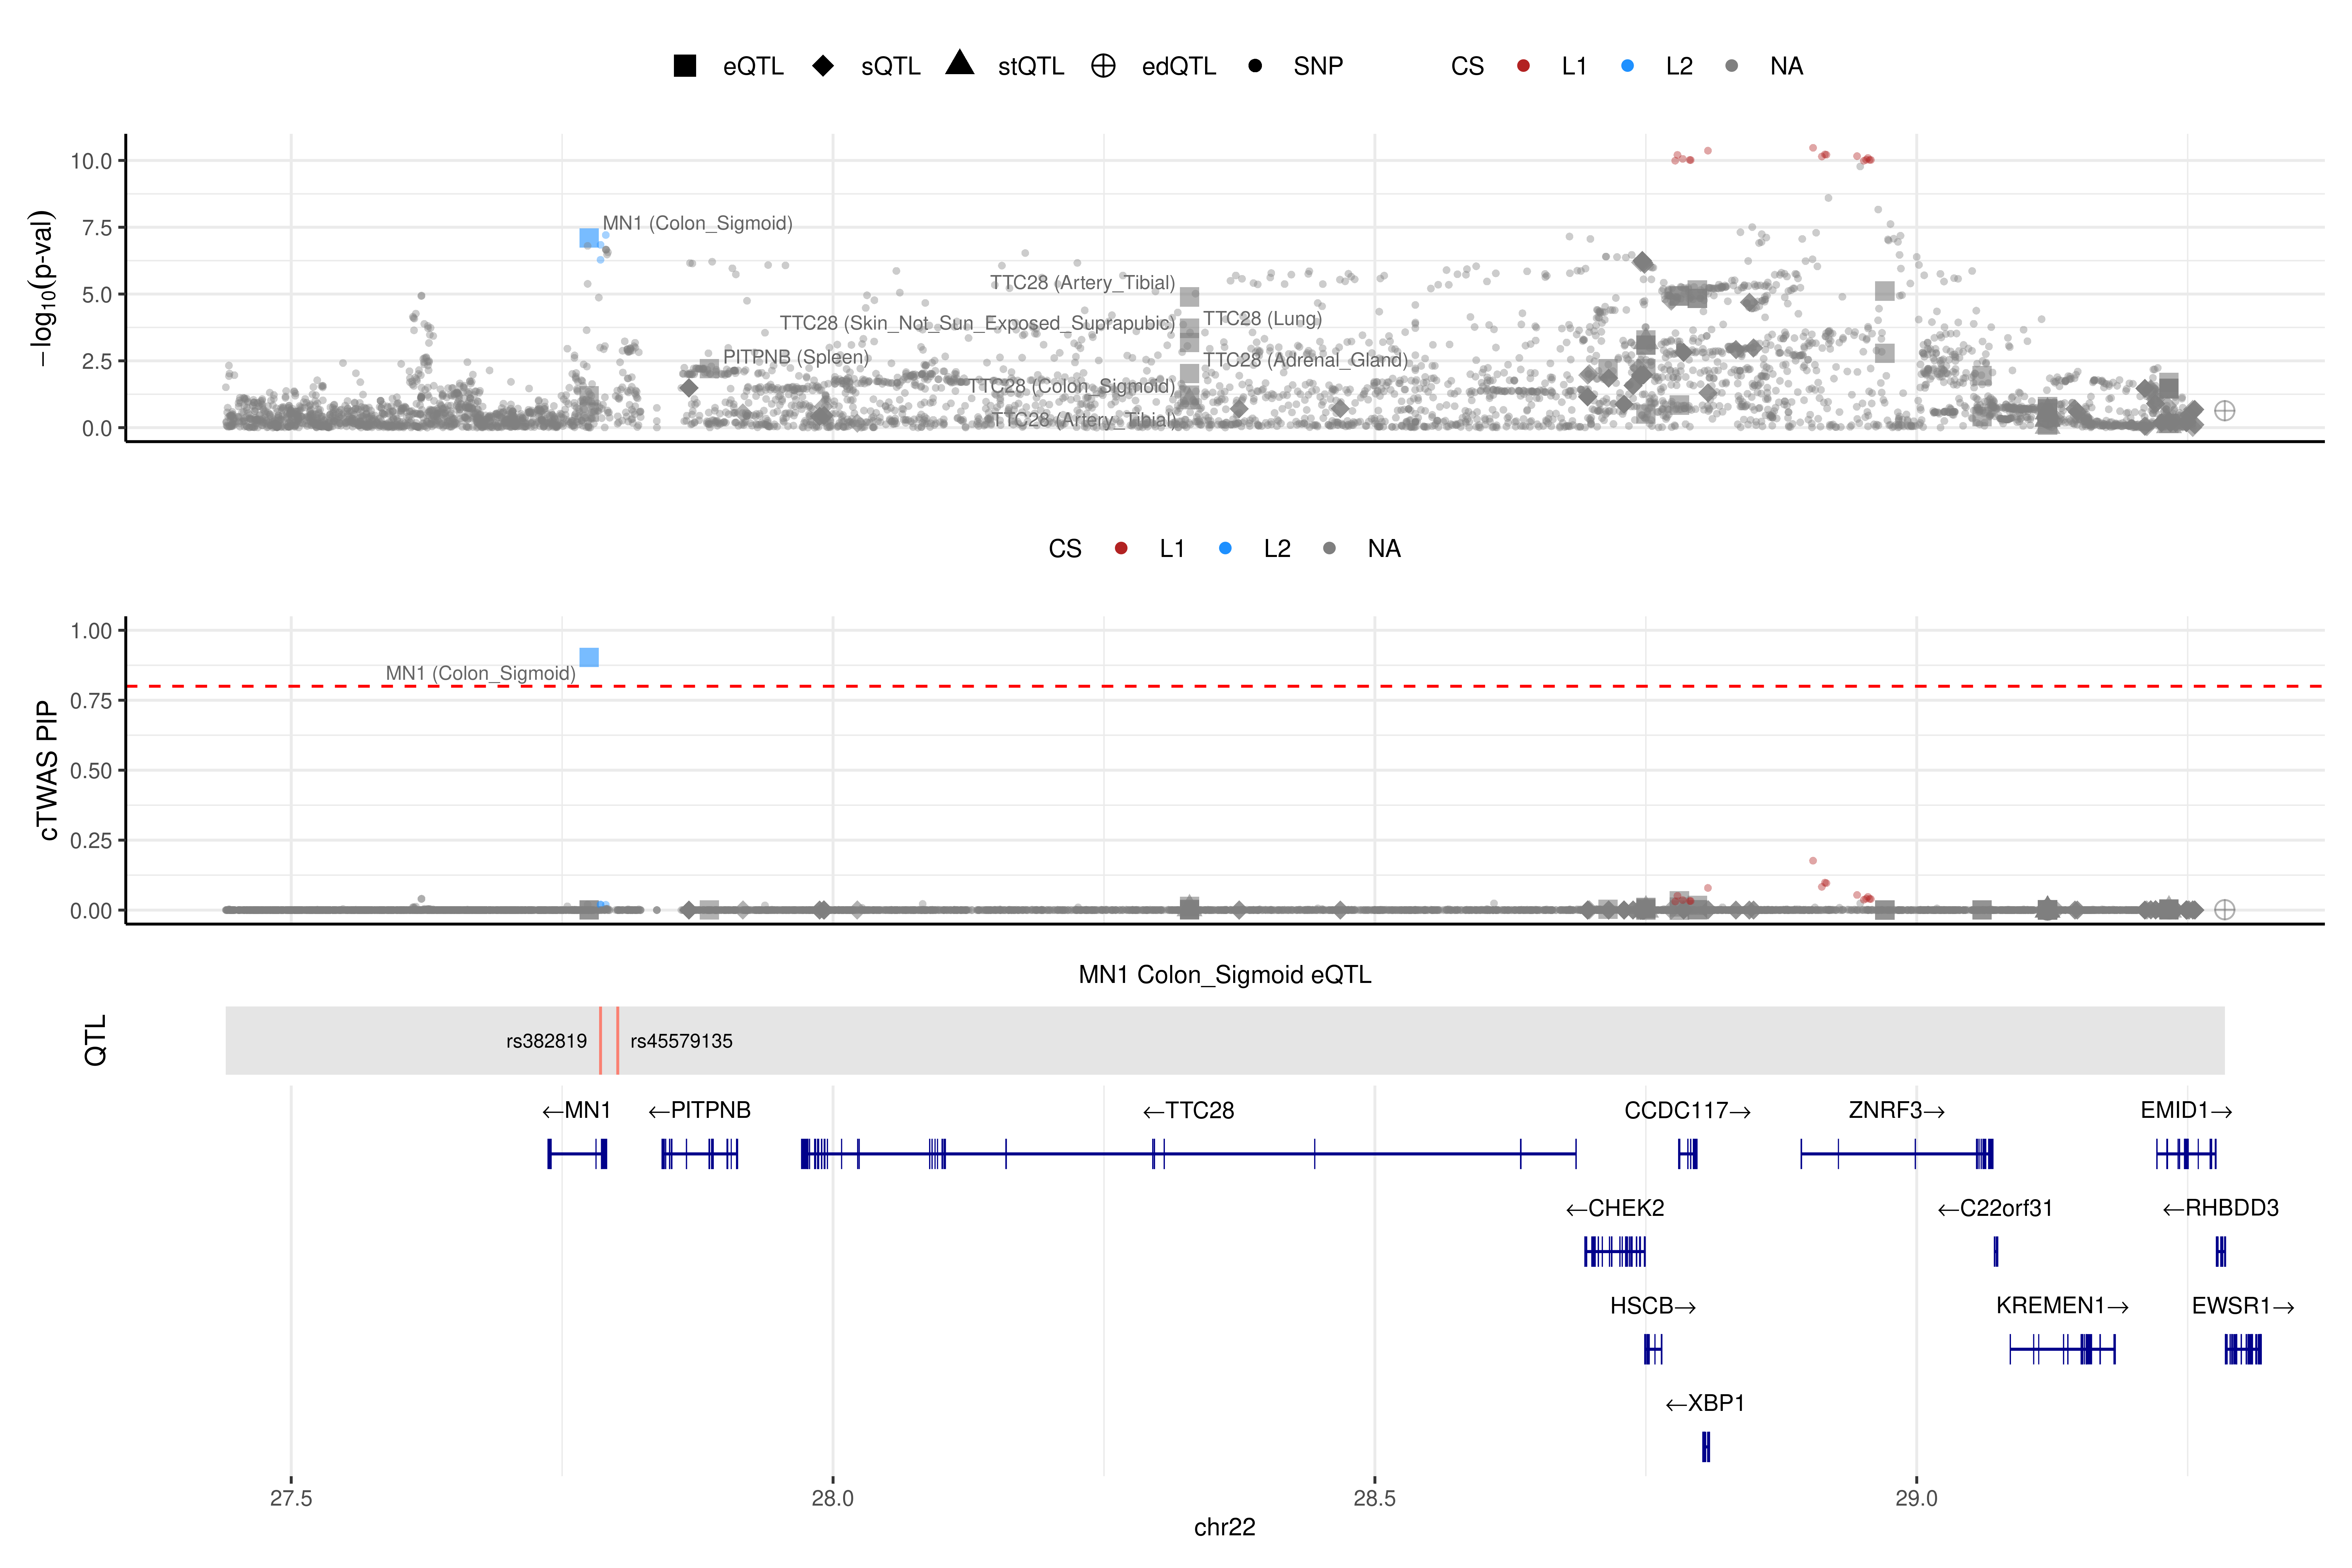 eQTL sQTL stQTL edQTL SNP CS L1 L2 NA
−log10(p-val)
10.0
7.5
5.0
2.5
0.0
MN1 (Colon_Sigmoid)
TTC28 (Artery_Tibial)
TTC28 (Skin_Not_Sun_Exposed_Suprapubic)
TTC28 (Lung)
PITPNB (Spleen)
TTC28 (Adrenal_Gland)
TTC28 (Colon_Sigmoid)
TTC28 (Artery_Tibial)
CS L1 L2 NA
cTWAS PIP
1.00
0.75
0.50
0.25
0.00
MN1 (Colon_Sigmoid)
MN1 Colon_Sigmoid eQTL
QTL
rs382819 rs45579135
←MN1 ←PITPNB ←TTC28 CCDC117→ ZNRF3→ EMID1→
←CHEK2 ←C22orf31 ←RHBDD3
HSCB→ KREMEN1→ EWSR1→
←XBP1
27.5 28.0 28.5 29.0
chr22